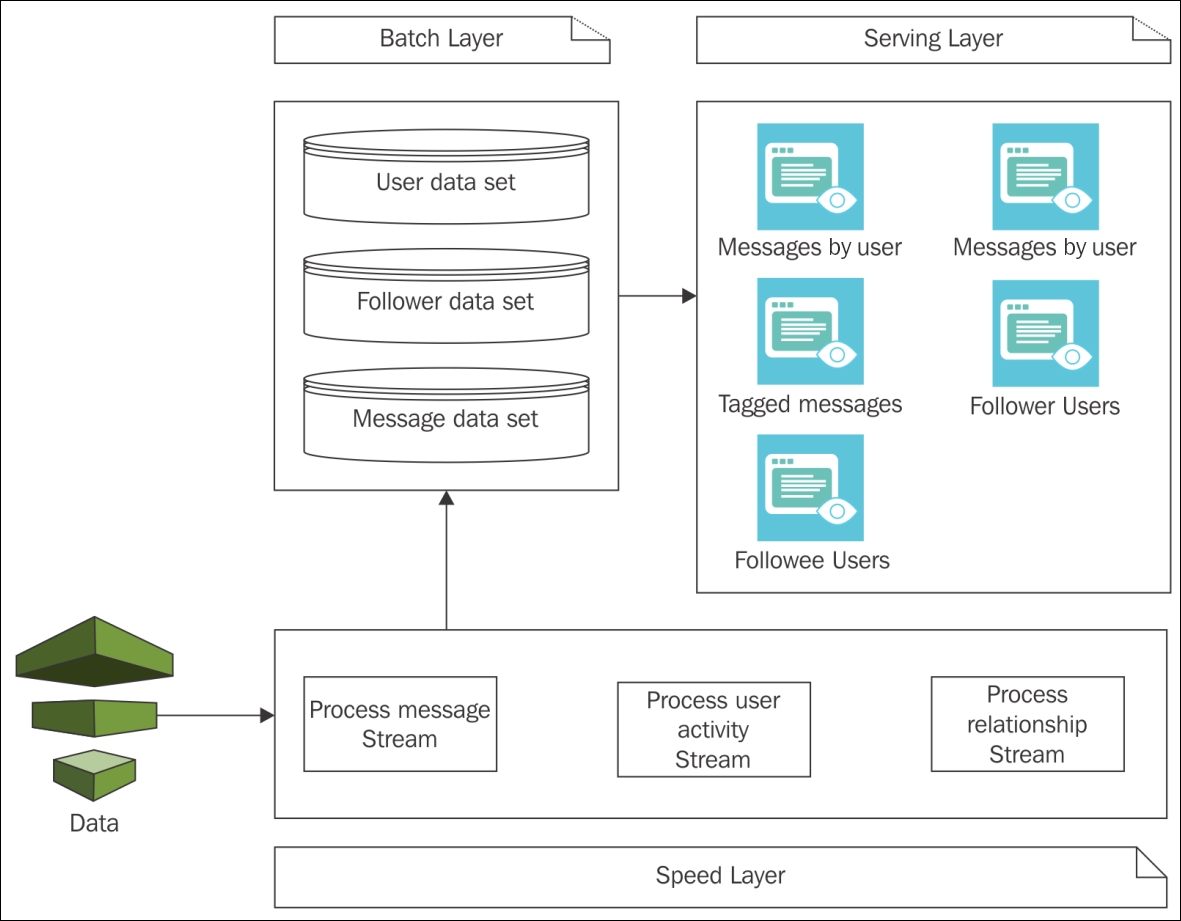 Batch Layer
Serving Layer
User data set
Follower data set
Message data set
Messages by user
Messages by user
Tagged messages
Follower Users
Followee Users
Data
Process message
Stream
Process user
activity
Stream
Process
relationship
Stream
Speed Layer